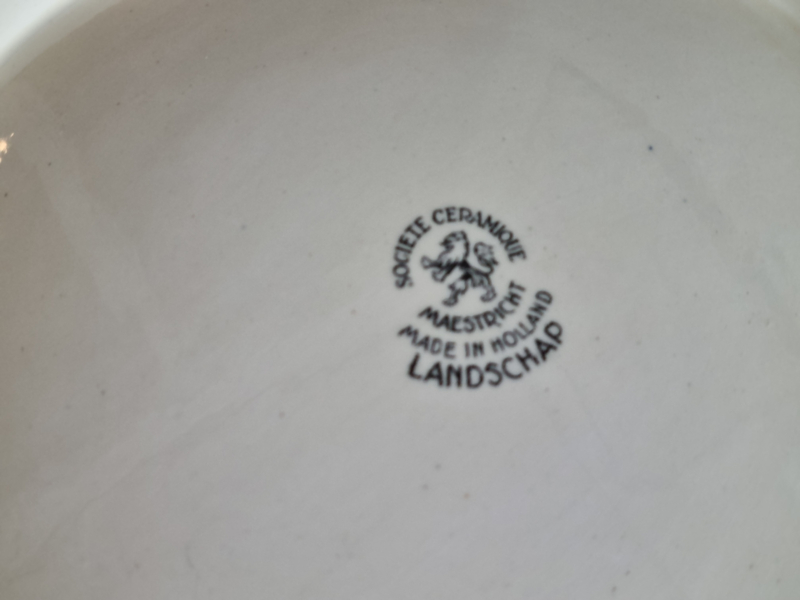 SOCIETE CERAMIQUE
MAESTRICHT
MADE IN HOLLAND
LANDSCHAP